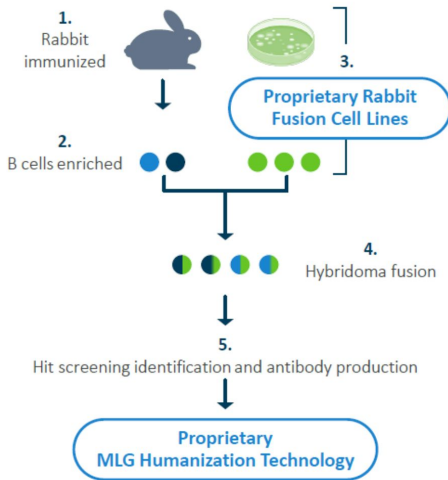 1.
Rabbit
immunized
3.
Proprietary Rabbit
Fusion Cell Lines
2.
B cells enriched
4.
Hybridoma fusion
5.
Hit screening identification and antibody production
Proprietary
MLG Humanization Technology